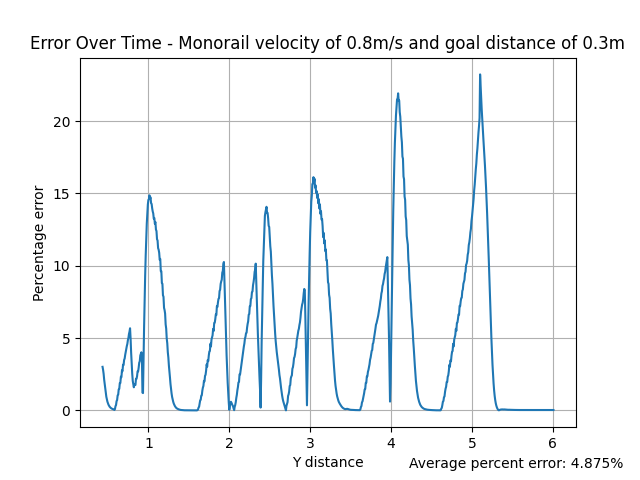 Error Over Time - Monorail velocity of 0.8m/s and goal distance of 0.3m
Percentage error
20
15
10
5
0
1 2 3 4 5 6
Y distance
Average percent error: 4.875%